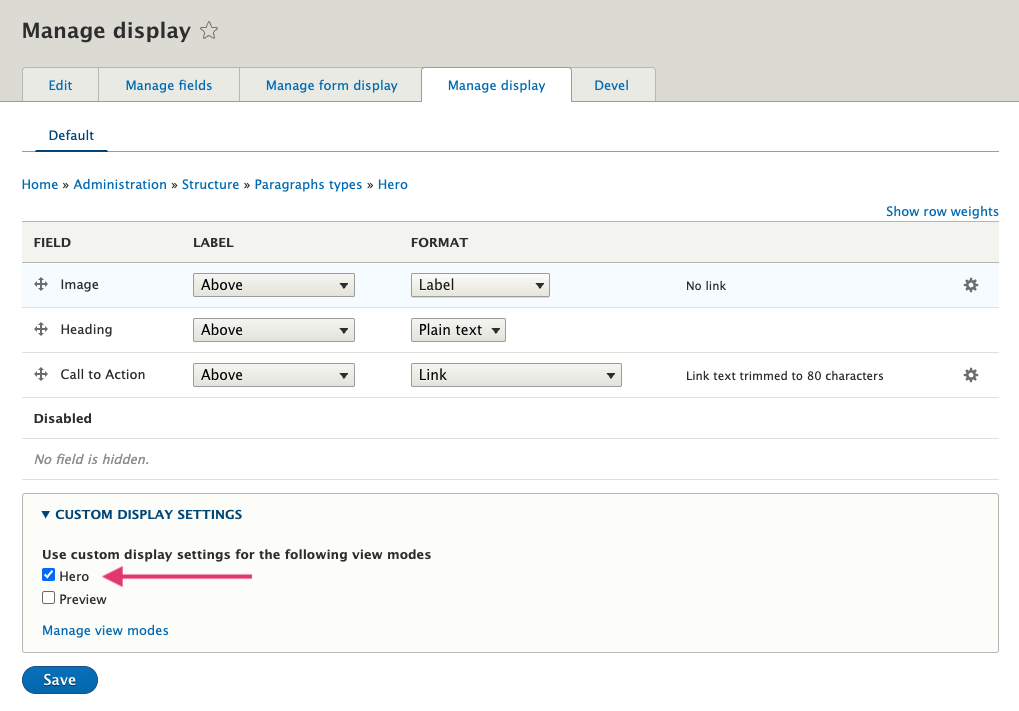 Manage display
Edit Manage fields Manage form display Manage display Devel
Default
Home » Administration » Structure » Paragraphs types » Hero
Show row weights
FIELD LABEL FORMAT
Image Above Label No link
Heading Above Plain text
Call to Action Above Link Link text trimmed to 80 characters
Disabled
No field is hidden.
CUSTOM DISPLAY SETTINGS
Use custom display settings for the following view modes
Hero
Preview
Manage view modes
Save